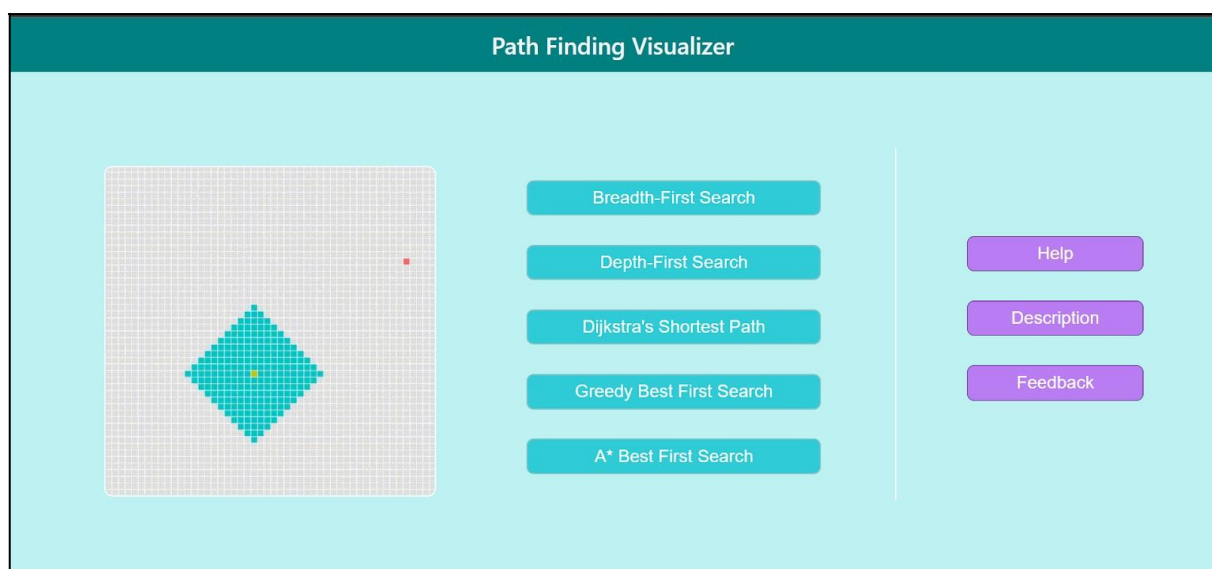 Path Finding Visualizer
Breadth-First Search
Depth-First Search
Dijkstra's Shortest Path
Greedy Best First Search
A* Best First Search
Help
Description
Feedback